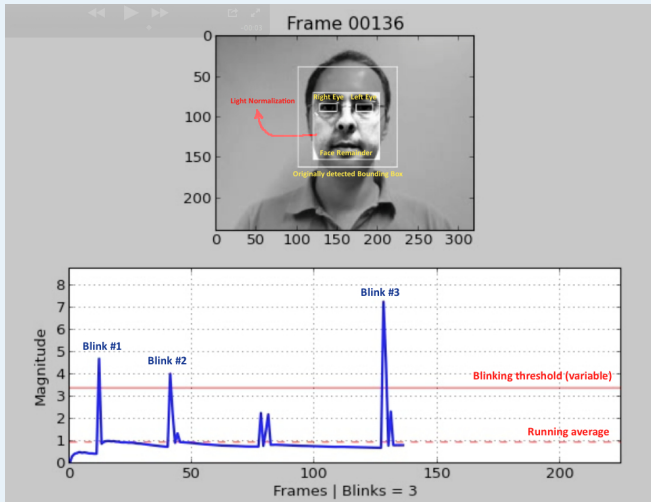 Frame 00136
0
50
100
150
200
0 50 100 150 200 250 300
Light Normalization
Right Eye Left Eye
Face Remainder
Originally detected Bounding Box
8
7
6
5
4
3
2
1
0
Magnitude
Blink #1
Blink #2
Blink #3
Blinking threshold (variable)
Running average
0 50 100 150 200
Frames | Blinks = 3